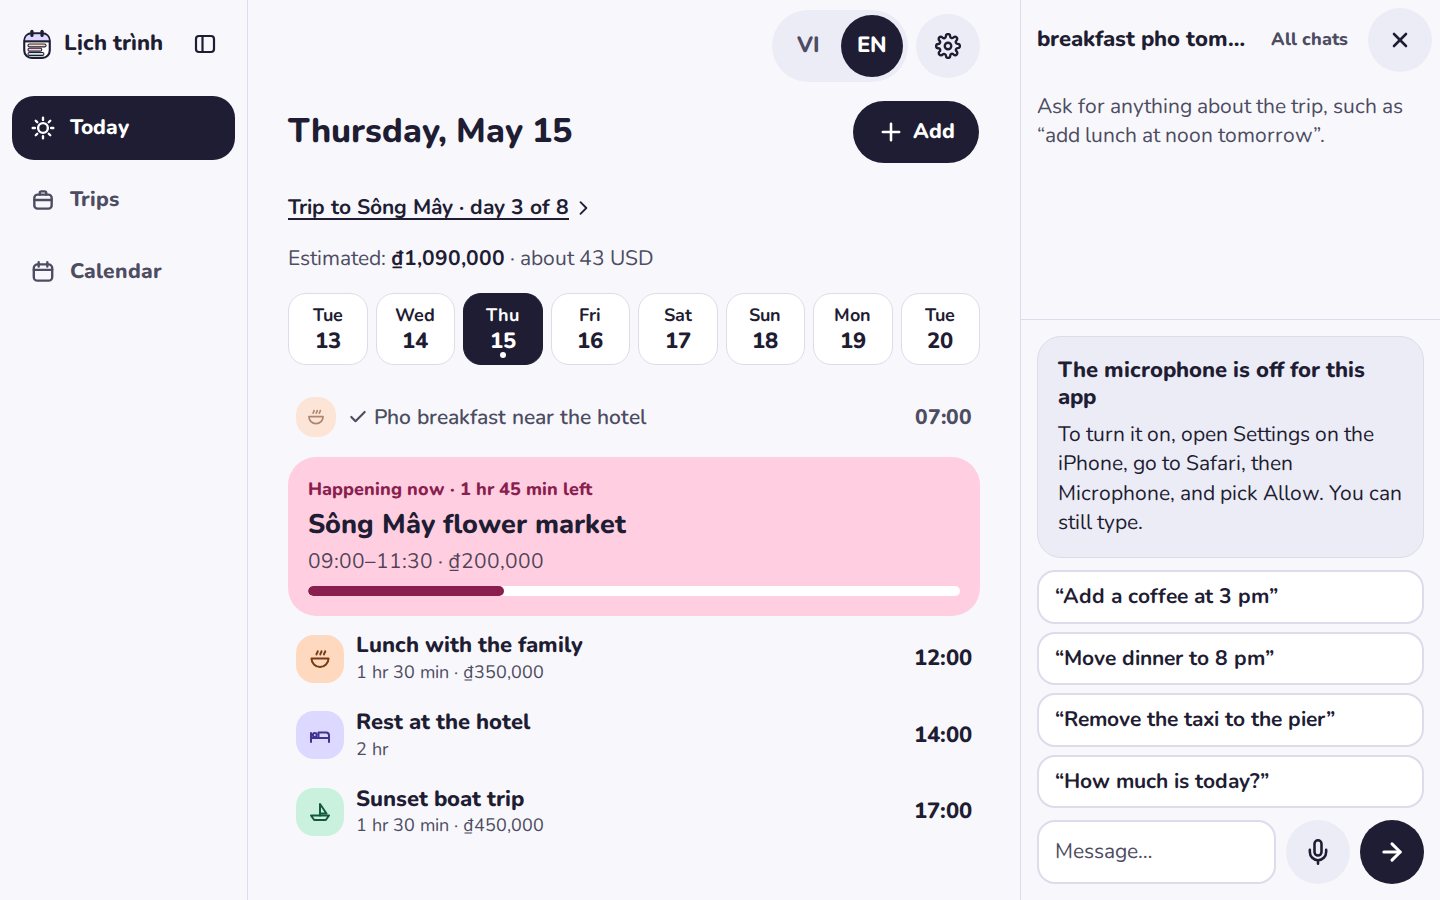 Lịch trình
Today
Trips
Calendar
VI
EN
Thursday, May 15
Add
Trip to Sông Mây · day 3 of 8
Estimated: ₫1,090,000 · about 43 USD
Tue
13
Wed
14
Thu
15
Fri
16
Sat
17
Sun
18
Mon
19
Tue
20
Pho breakfast near the hotel
07:00
Happening now · 1 hr 45 min left
Sông Mây flower market
09:00–11:30 · ₫200,000
Lunch with the family
1 hr 30 min · ₫350,000
12:00
Rest at the hotel
2 hr
14:00
Sunset boat trip
1 hr 30 min · ₫450,000
17:00
breakfast pho tom...
All chats
Ask for anything about the trip, such as
“add lunch at noon tomorrow”.
The microphone is off for this
app
To turn it on, open Settings on the
iPhone, go to Safari, then
Microphone, and pick Allow. You can
still type.
“Add a coffee at 3 pm”
“Move dinner to 8 pm”
“Remove the taxi to the pier”
“How much is today?”
Message...